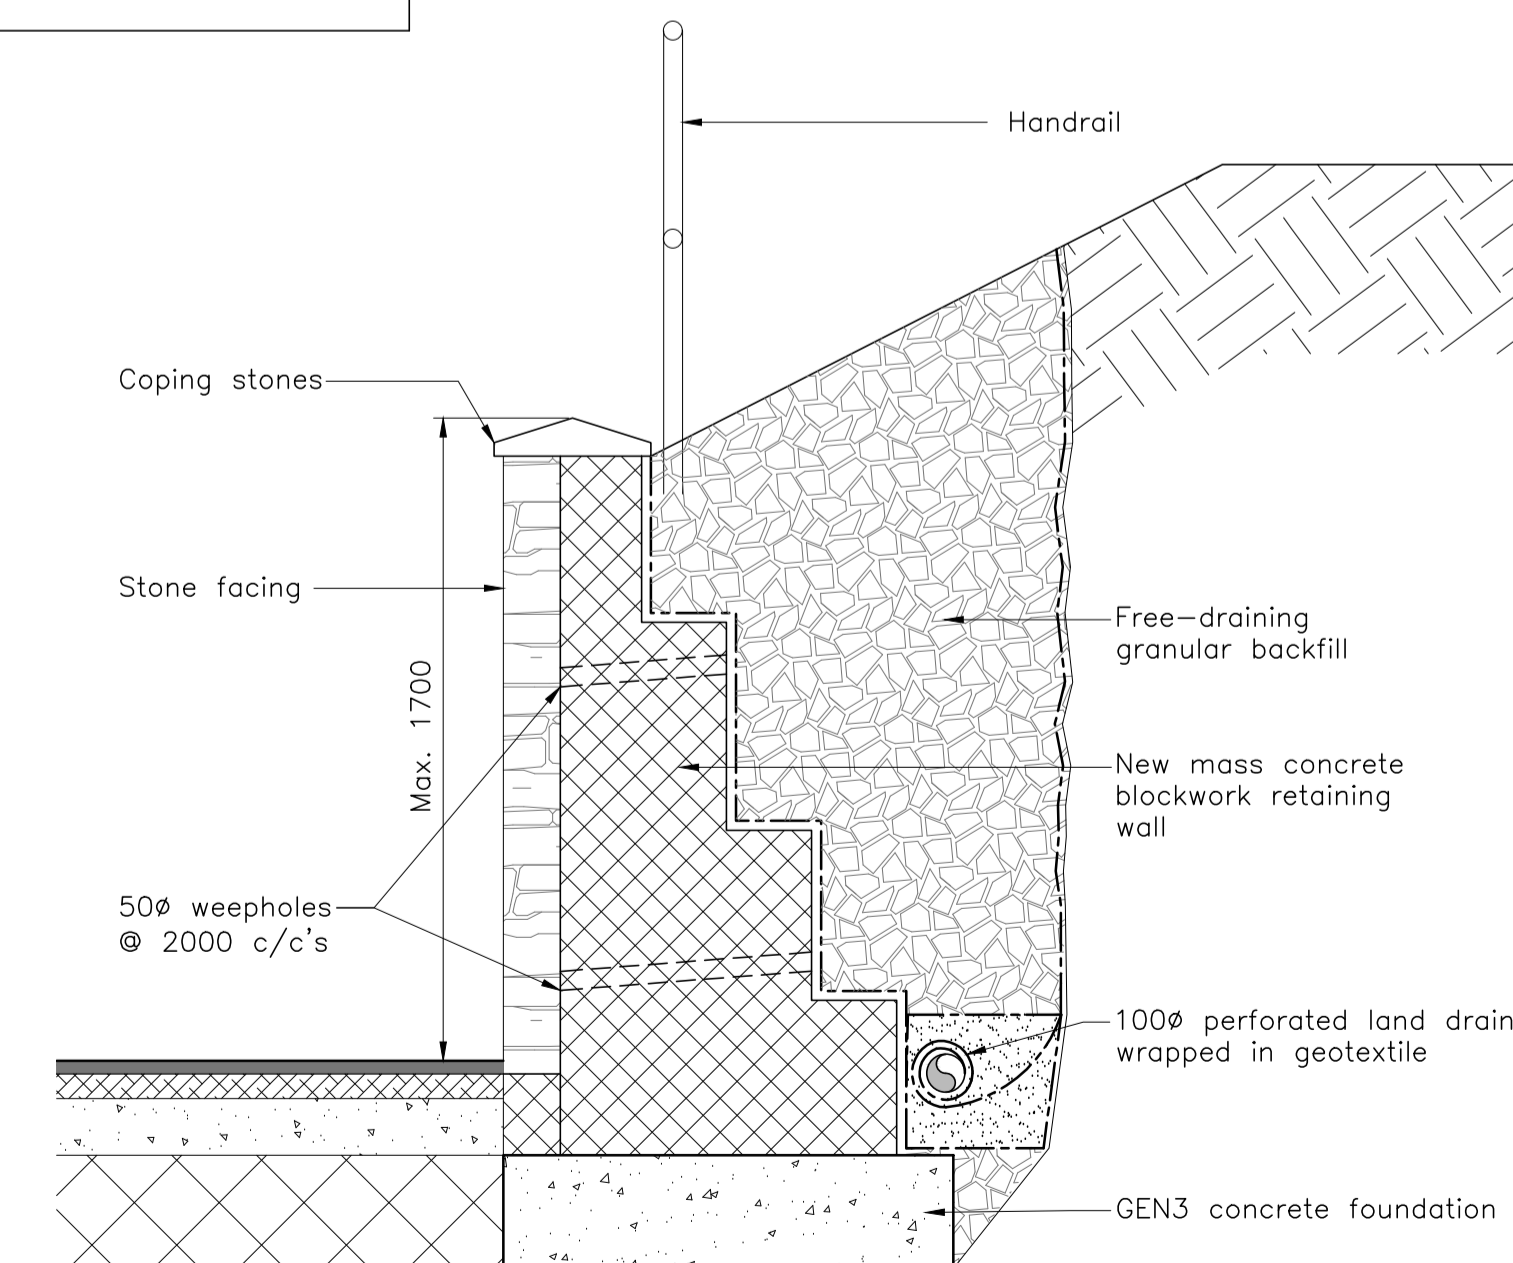 Handrail
Coping stones
Stone facing
Max. 1700
Free-draining
granular backfill
New mass concrete
blockwork retaining
wall
50ø weepholes
@ 2000 c/c's
100ø perforated land drain
wrapped in geotextile
GEN3 concrete foundation